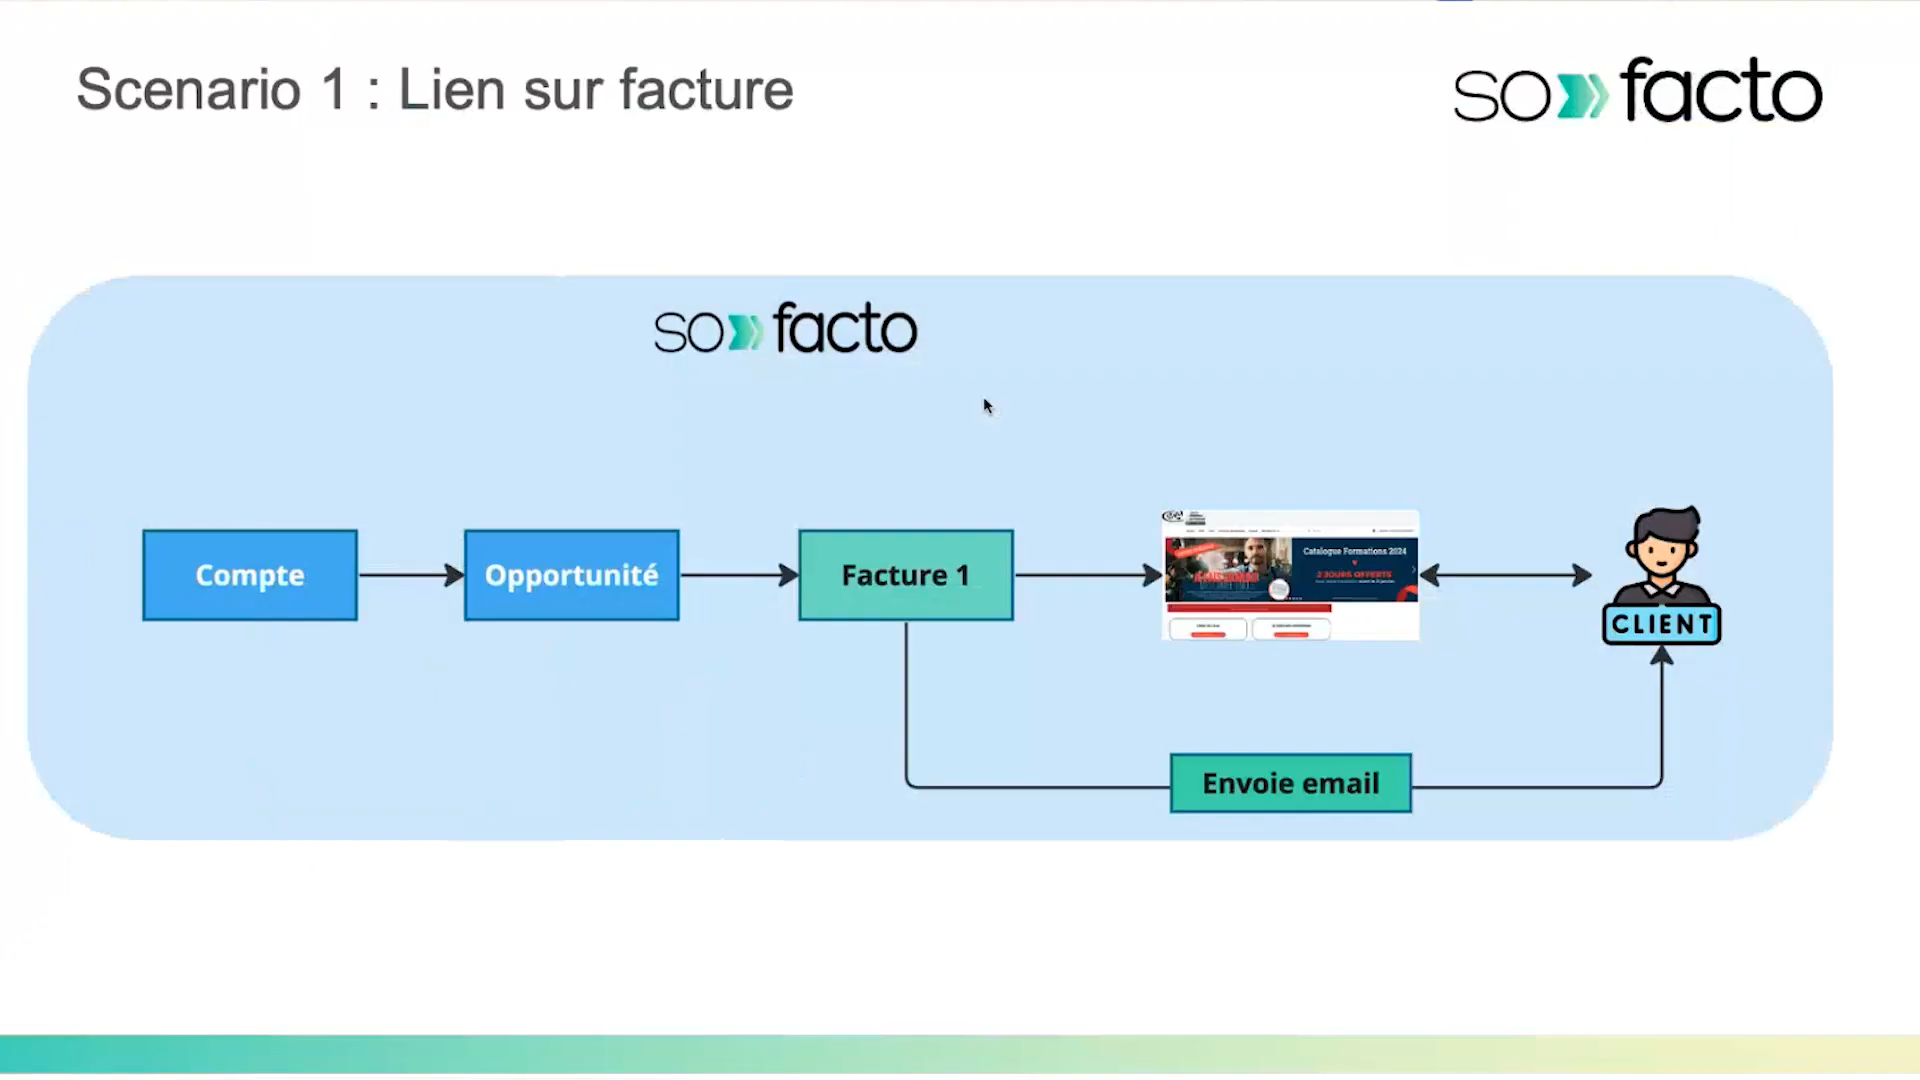 Scenario 1 : Lien sur facture
so facto
so facto
Compte
Opportunité
Facture 1
Catalogue Formations 2024
2 JOURS OFFERTS
CLIENT
Envoie email